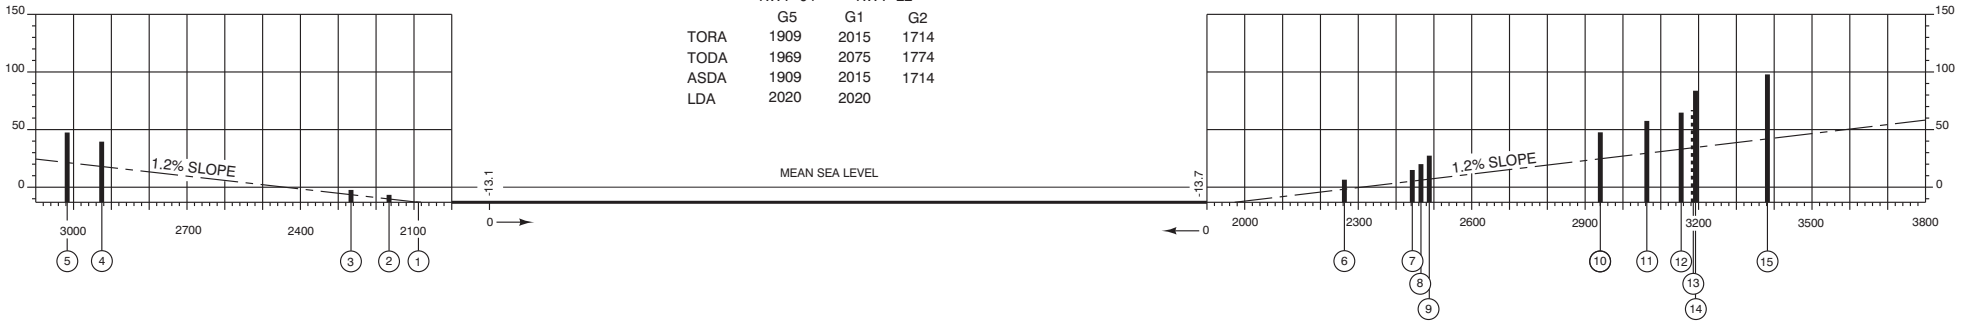 G5 G1 G2
TORA 1909 2015 1714
TODA 1969 2075 1774
ASDA 1909 2015 1714
LDA 2020 2020
150
100
50
0
1.2% SLOPE
-13.1
MEAN SEA LEVEL
-13.7
1.2% SLOPE
150
100
50
0
3000 2700 2400 2100
0
0
2000 2300 2600 2900 3200 3500 3800
5 4 3 2 1
6 7 8 9 10 11 12 13 14 15